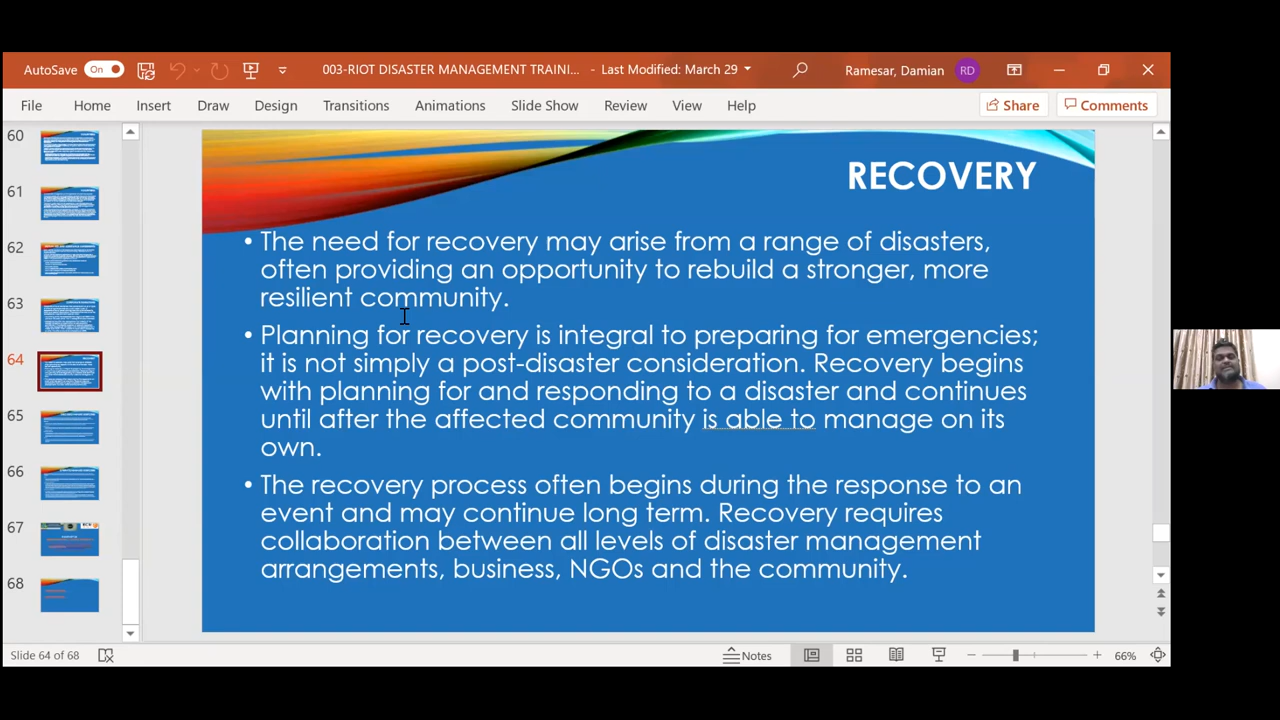 AutoSave On 003-RIOT DISASTER MANAGEMENT TRAINI... - Last Modified: March 29 Ramesar, Damian RD
File Home Insert Draw Design Transitions Animations Slide Show Review View Help Share Comments
60
61
62
63
64
65
66
67
68
RECOVERY
• The need for recovery may arise from a range of disasters,
often providing an opportunity to rebuild a stronger, more
resilient community.
• Planning for recovery is integral to preparing for emergencies;
it is not simply a post-disaster consideration. Recovery begins
with planning for and responding to a disaster and continues
until after the affected community is able to manage on its
own.
• The recovery process often begins during the response to an
event and may continue long term. Recovery requires
collaboration between all levels of disaster management
arrangements, business, NGOs and the community.
Slide 64 of 68 Notes 66%